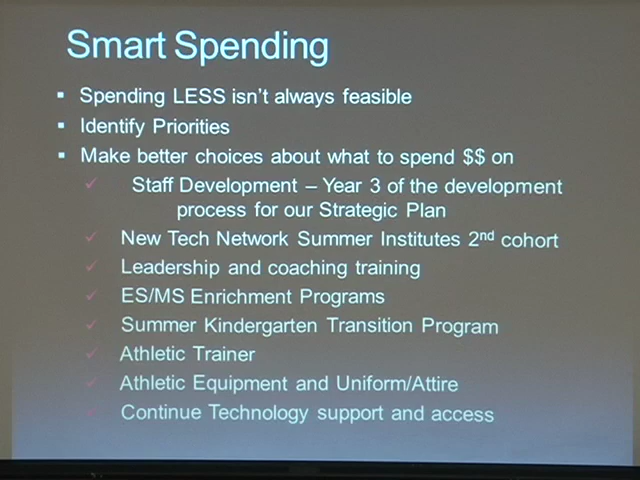 Smart Spending
▪ Spending LESS isn't always feasible
▪ Identify Priorities
▪ Make better choices about what to spend $$ on
✓ Staff Development – Year 3 of the development
process for our Strategic Plan
✓ New Tech Network Summer Institutes 2nd cohort
✓ Leadership and coaching training
✓ ES/MS Enrichment Programs
✓ Summer Kindergarten Transition Program
✓ Athletic Trainer
✓ Athletic Equipment and Uniform/Attire
✓ Continue Technology support and access